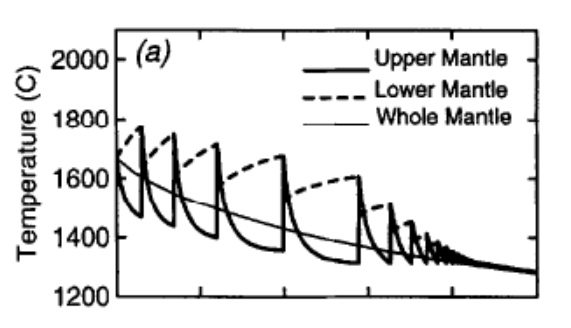 (a)
Upper Mantle
Lower Mantle
Whole Mantle
Temperature (C)
2000
1800
1600
1400
1200